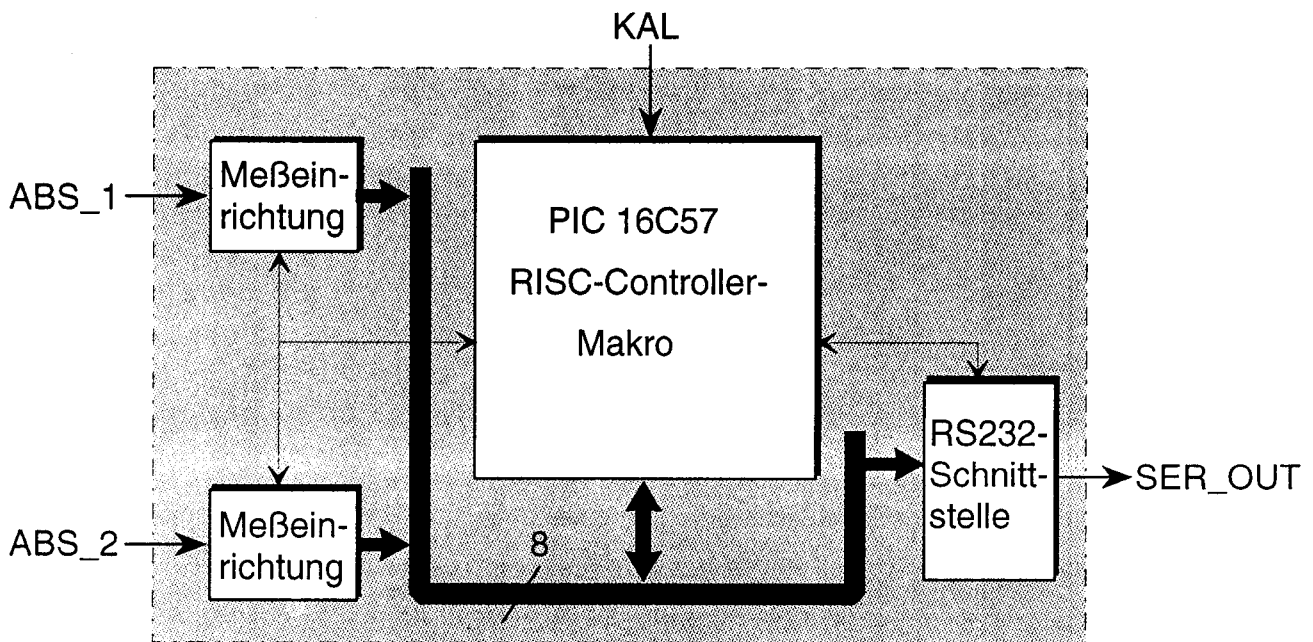 KAL
ABS_1
Meßein-
richtung
PIC 16C57
RISC-Controller-
Makro
RS232-
Schnitt-
stelle
SER_OUT
ABS_2
Meßein-
richtung
8